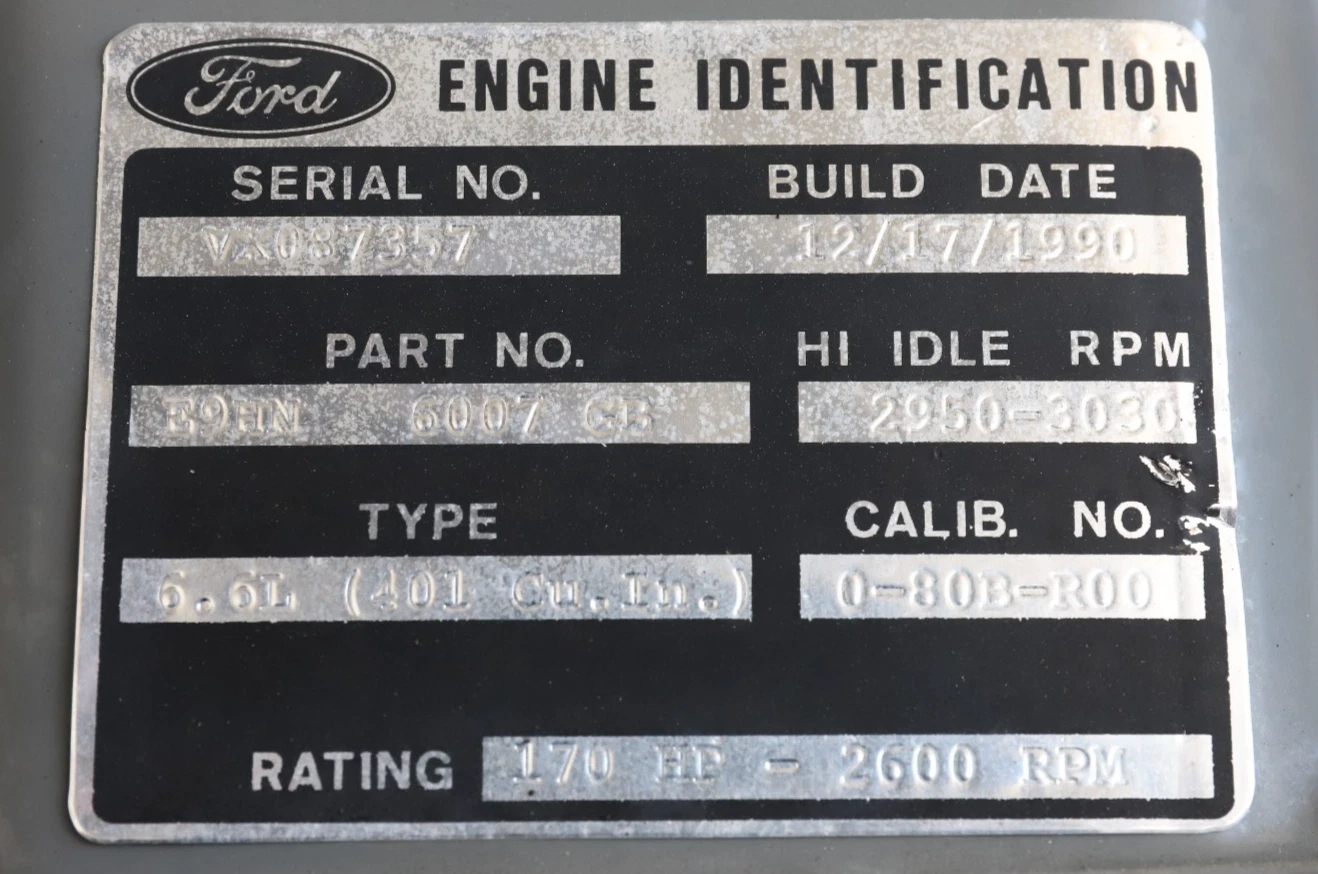 Ford ENGINE IDENTIFICATION
SERIAL NO. BUILD DATE
VX087357 12/17/1990
PART NO. HI IDLE RPM
E9HN 6007 CB 2950-3030
TYPE CALIB. NO.
6.6L (401 Cu.In.) 0-80B-R00
RATING 170 HP - 2600 RPM